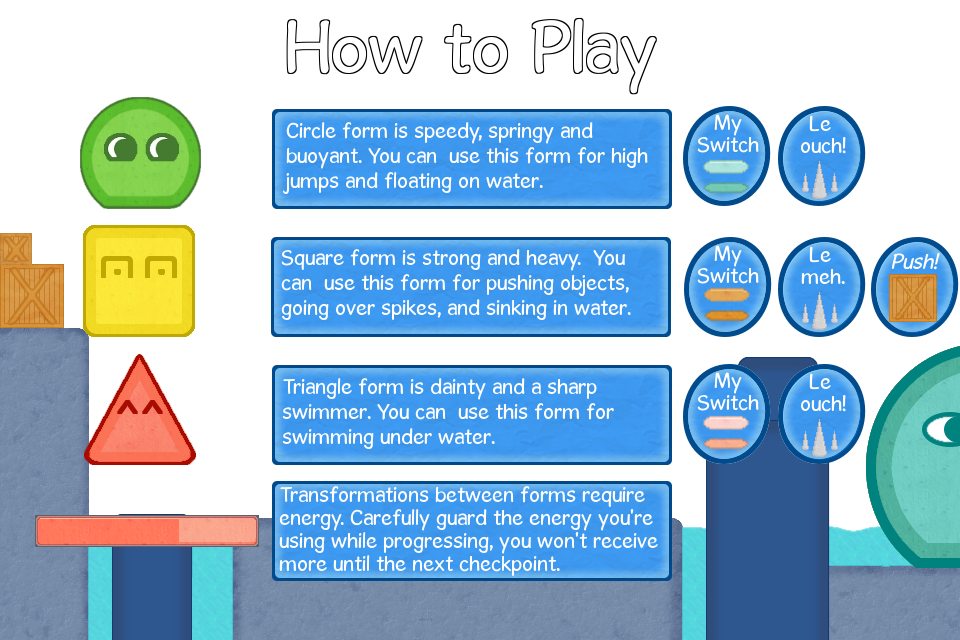 How to Play
Circle form is speedy, springy and
buoyant. You can  use this form for high
jumps and floating on water.
My
Switch
Le
ouch!
Square form is strong and heavy.  You
can  use this form for pushing objects,
going over spikes, and sinking in water.
My
Switch
Le
meh.
Push!
Triangle form is dainty and a sharp
swimmer. You can  use this form for
swimming under water.
My
Switch
Le
ouch!
Transformations between forms require
energy. Carefully guard the energy you're
using while progressing, you won't receive
more until the next checkpoint.